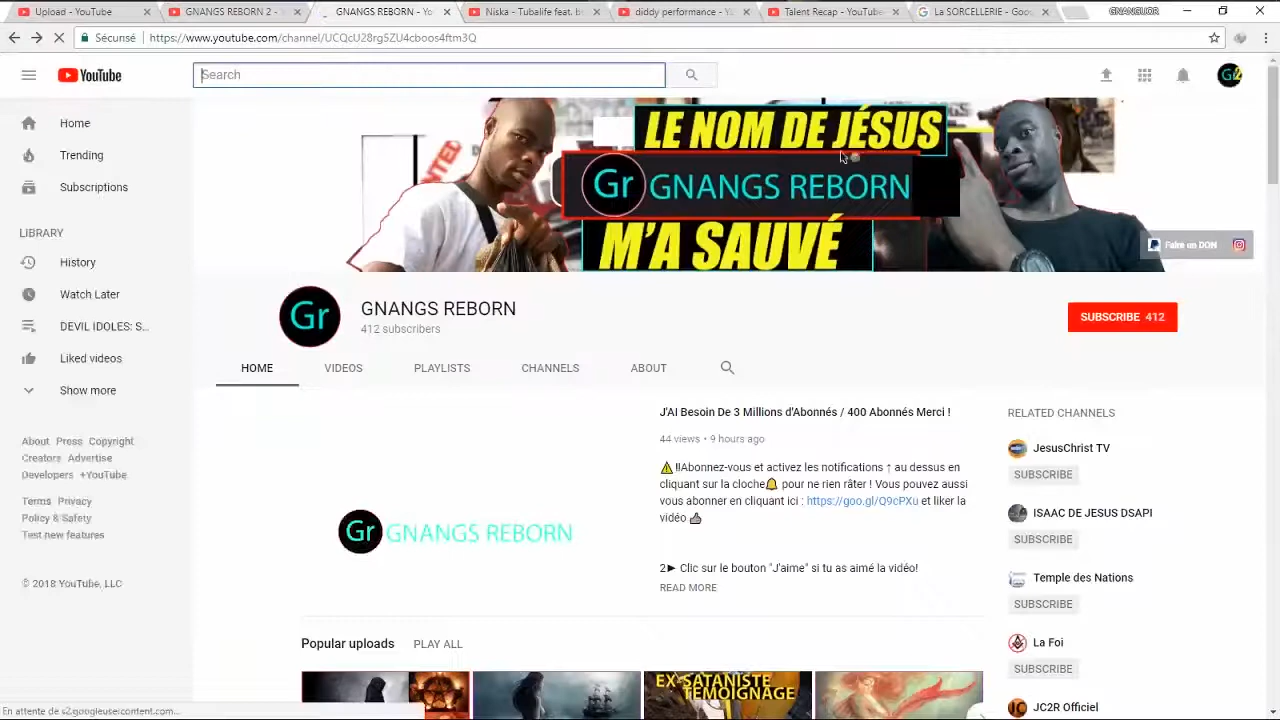 Upload - YouTube
GNANGS REBORN 2 -
GNANGS REBORN - Yo
Niska - Tubalife feat. B
diddy performance - Yo
Talent Recap - YouTube
La SORCELLERIE - Goo
GNANGUOR
Sécurisé
https://www.youtube.com/channel/UCQcU28rg5ZU4cboos4ftm3Q
YouTube
Search
Gr2
LE NOM DE JÉSUS
Gr GNANGS REBORN
M'A SAUVÉ
Faire un DON
Home
Trending
Subscriptions
LIBRARY
History
Watch Later
DEVIL IDOLES: S...
Liked videos
Show more
About Press Copyright
Creators Advertise
Developers +YouTube
Terms Privacy
Policy & Safety
Test new features
© 2018 YouTube, LLC
Gr
GNANGS REBORN
412 subscribers
SUBSCRIBE 412
HOME VIDEOS PLAYLISTS CHANNELS ABOUT
Gr GNANGS REBORN
J'AI Besoin De 3 Millions d'Abonnés / 400 Abonnés Merci !
44 views • 9 hours ago
⚠️!!Abonnez-vous et activez les notifications ↑ au dessus en
cliquant sur la cloche🔔 pour ne rien râter ! Vous pouvez aussi
vous abonner en cliquant ici : https://goo.gl/Q9cPXu et liker la
vidéo 👍
2► Clic sur le bouton "J'aime" si tu as aimé la vidéo!
READ MORE
RELATED CHANNELS
JesusChrist TV
SUBSCRIBE
ISAAC DE JESUS DSAPI
SUBSCRIBE
Temple des Nations
SUBSCRIBE
La Foi
SUBSCRIBE
JC2R Officiel
Popular uploads PLAY ALL
EX-SATANISTE
TÉMOIGNAGE
En attente de s2.googleusercontent.com...